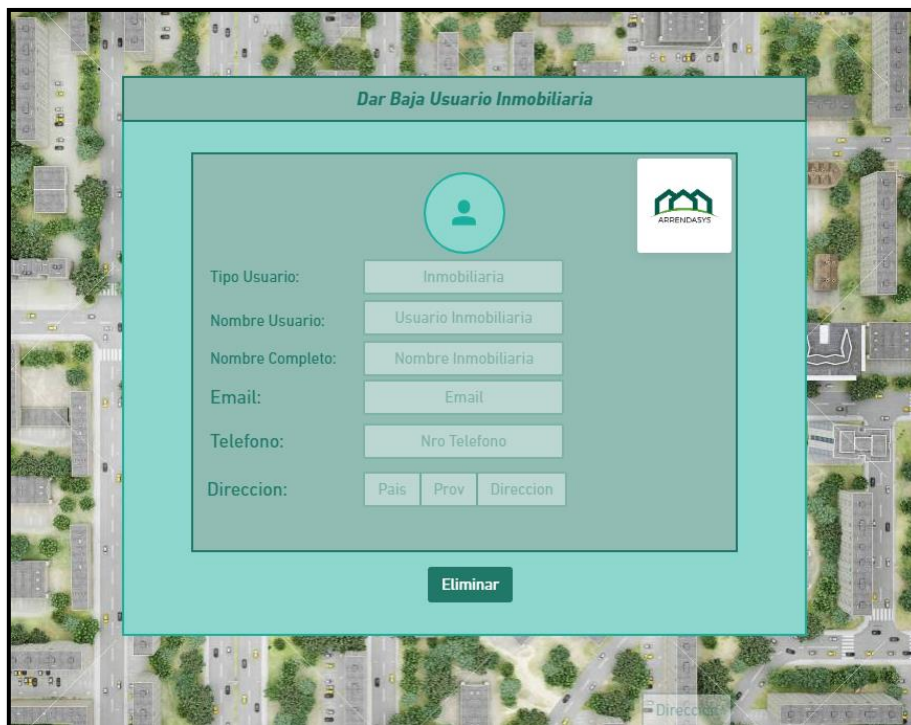 Dar Baja Usuario Inmobiliaria
ARRENDASYS
Tipo Usuario: Inmobiliaria
Nombre Usuario: Usuario Inmobiliaria
Nombre Completo: Nombre Inmobiliaria
Email: Email
Telefono: Nro Telefono
Direccion: Pais Prov Direccion
Eliminar
Direccion